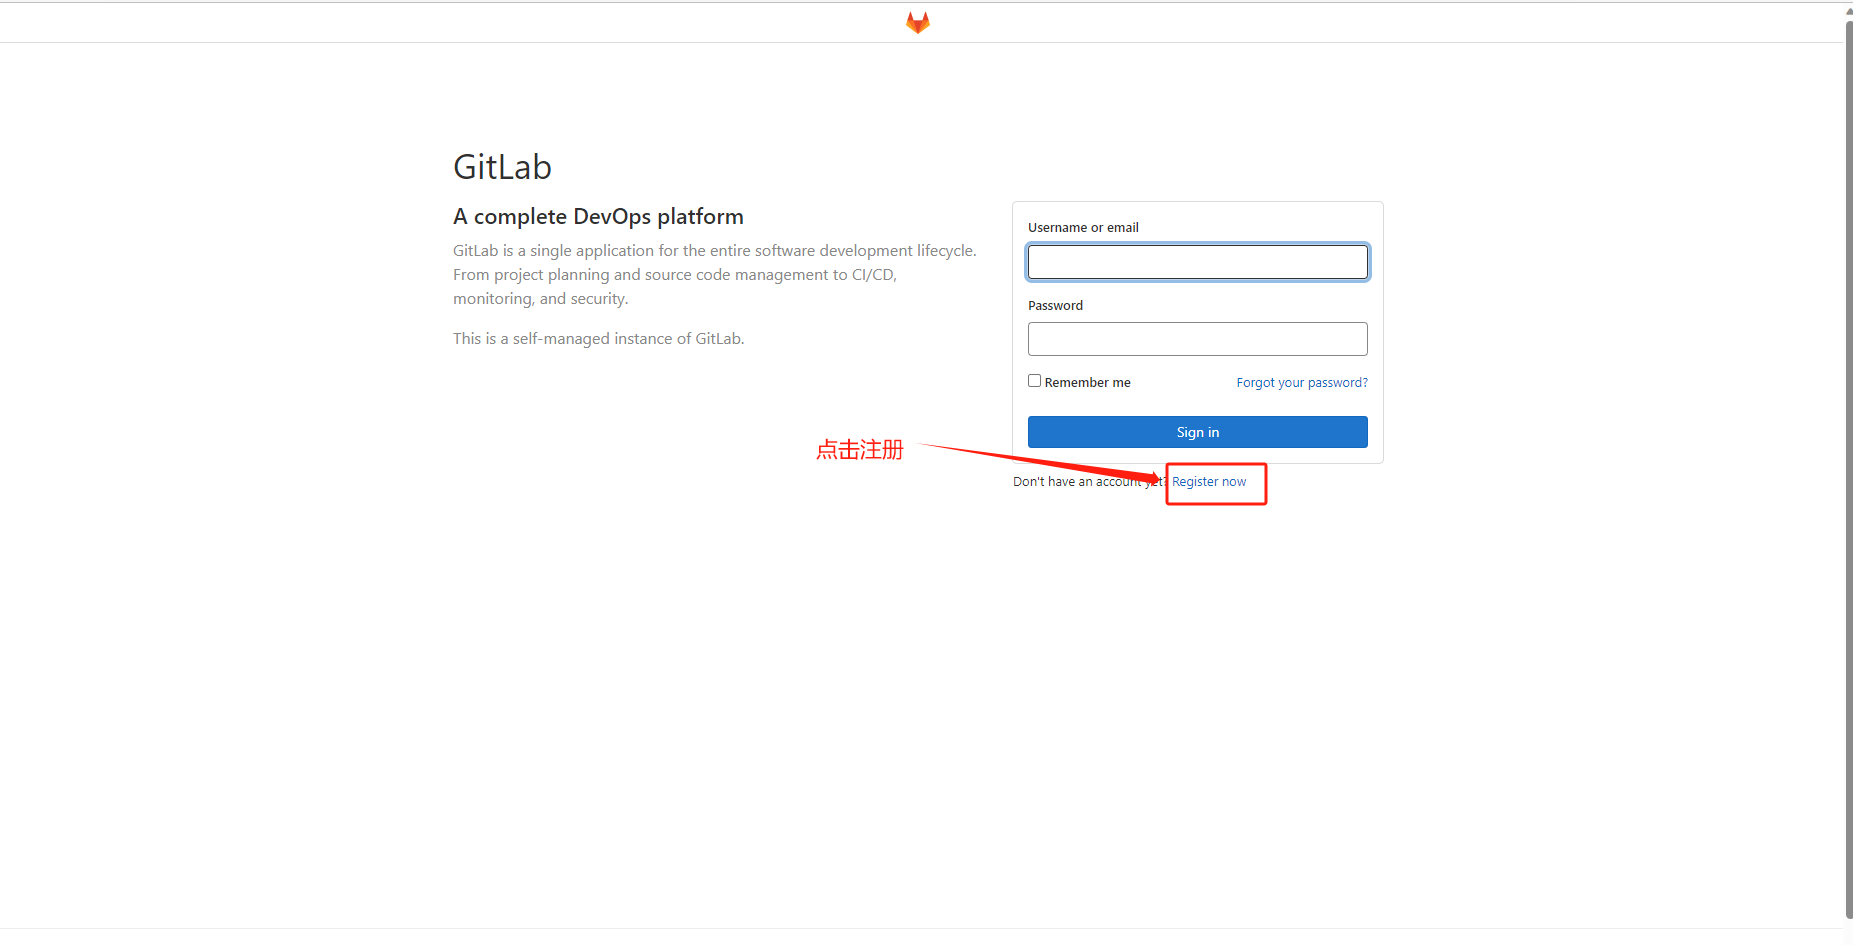 GitLab
A complete DevOps platform
GitLab is a single application for the entire software development lifecycle.
From project planning and source code management to CI/CD,
monitoring, and security.
This is a self-managed instance of GitLab.
Username or email
Password
Remember me
Forgot your password?
Sign in
点击注册
Don't have an account yet? Register now